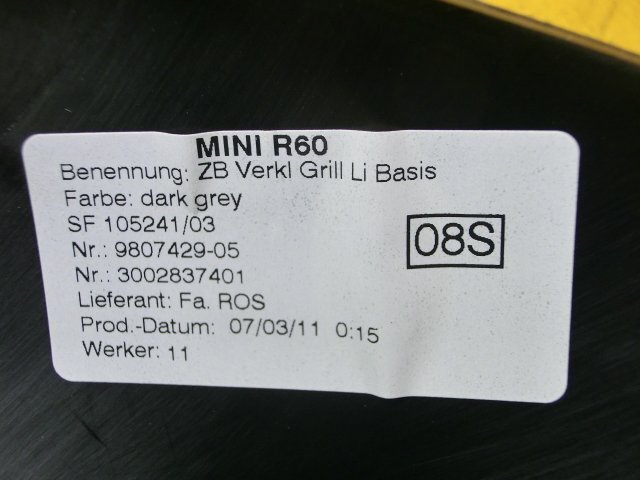 MINI R60
Benennung: ZB Verkl Grill Li Basis
Farbe: dark grey
SF 105241/03
Nr.: 9807429-05
Nr.: 3002837401
Lieferant: Fa. ROS
Prod.-Datum: 07/03/11 0:15
Werker: 11
08S